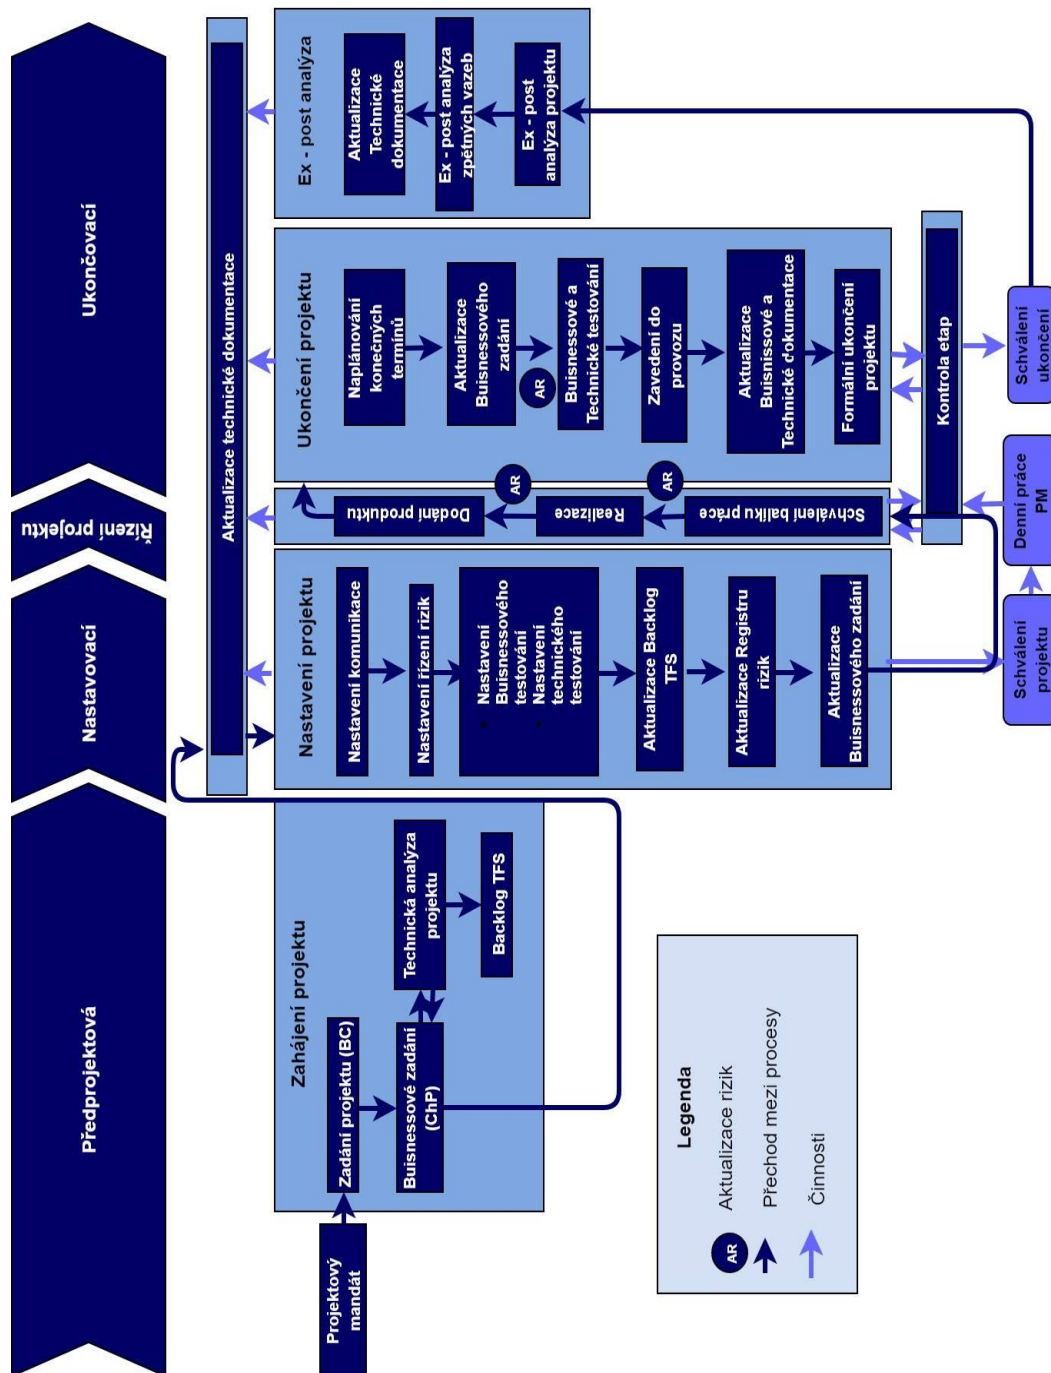 Předprojektová
Nastavovací
Řízení projektu
Ukončovací
Aktualizace technické dokumentace
Projektový
mandát
Zahájení projektu
Zadání projektu (BC)
Buisnessové zadání
(ChP)
Technická analýza
projektu
Backlog TFS
Nastavení projektu
Nastavení komunikace
Nastavení řízení rizik
Nastavení
Buisnessového
testování
Nastavení
technického
testování
Aktualizace Backlog
TFS
Aktualizace Registru
rizik
Aktualizace
Buisnessového zadání
Dodání produktu
AR
Realizace
AR
Schválení balíku práce
Ukončení projektu
Naplánování
konečných
termínů
Aktualizace
Buisnessového
zadání
AR
Buisnessové a
Technické testování
Zavedení do
provozu
Aktualizace
Buisnissové a
Technické dokumentace
Formální ukončení
projektu
Ex - post analýza
Aktualizace
Technické
dokumentace
Ex - post analýza
zpětných vazeb
Ex - post
analýza projektu
Kontrola etap
Schválení
projektu
Denní práce
PM
Schválení
ukončení
Legenda
AR
Aktualizace rizik
Přechod mezi procesy
Činnosti